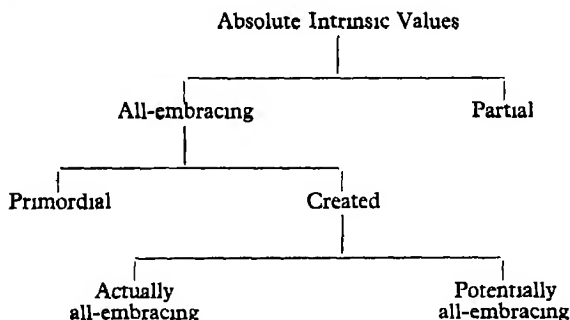 Absolute Intrinsic Values
All-embracing Partial
Primordial Created
Actually Potentially
all-embracing all-embracing